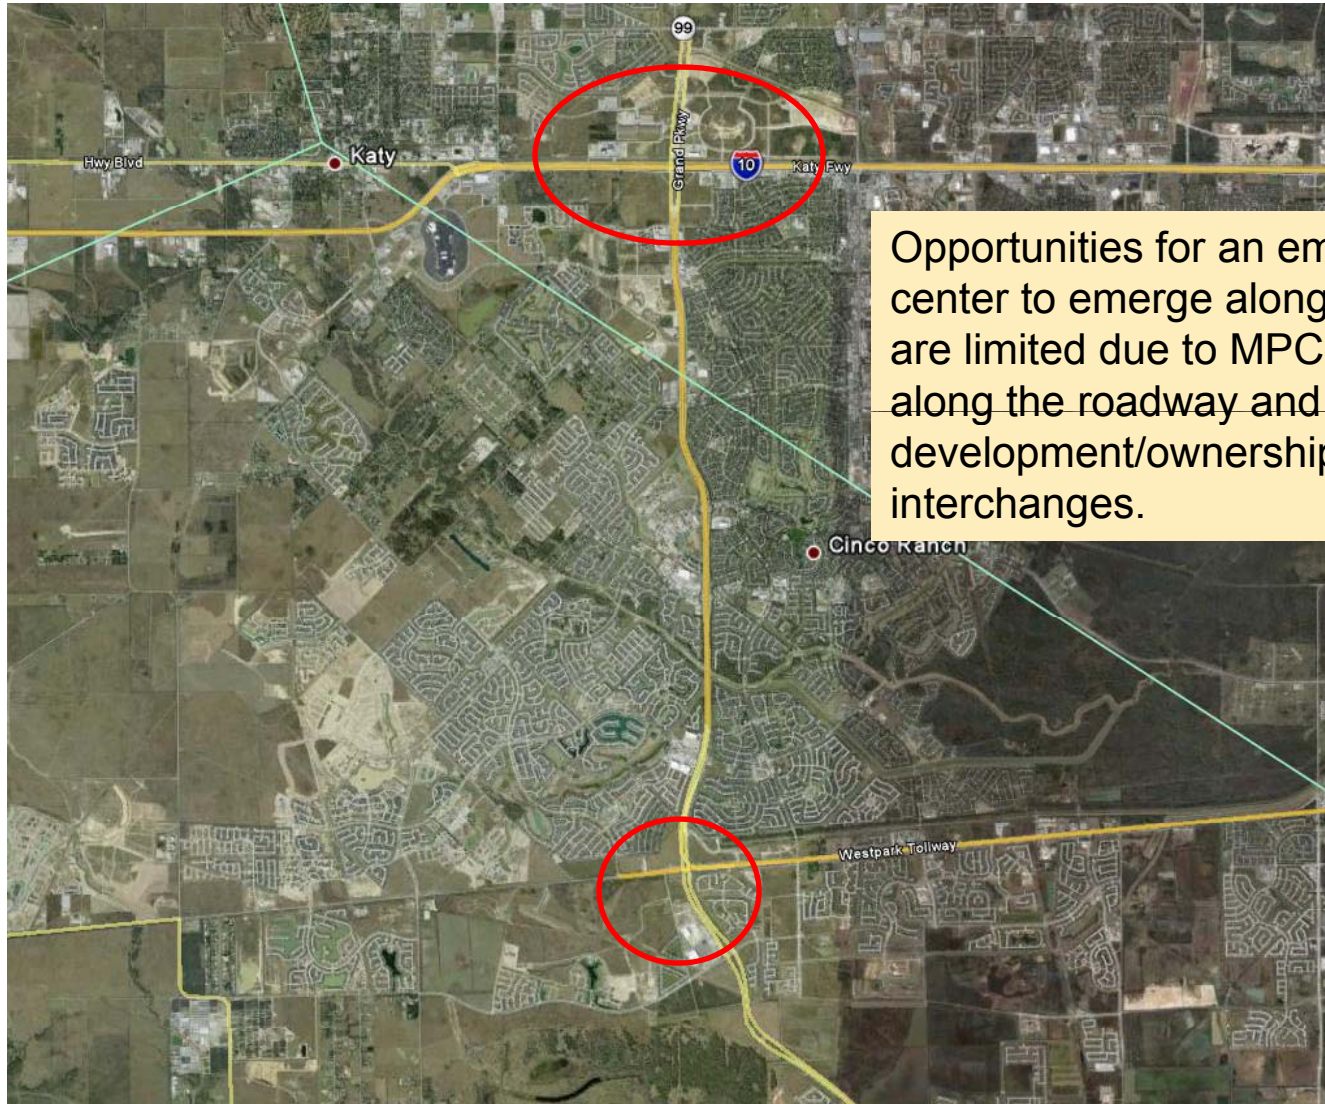 99
Grand Pkwy
Hwy Blvd
Katy
10
Katy Fwy
Opportunities for an em
center to emerge along
are limited due to MPC
along the roadway and
development/ownership
interchanges.
Cinco Ranch
Westpark Tollway